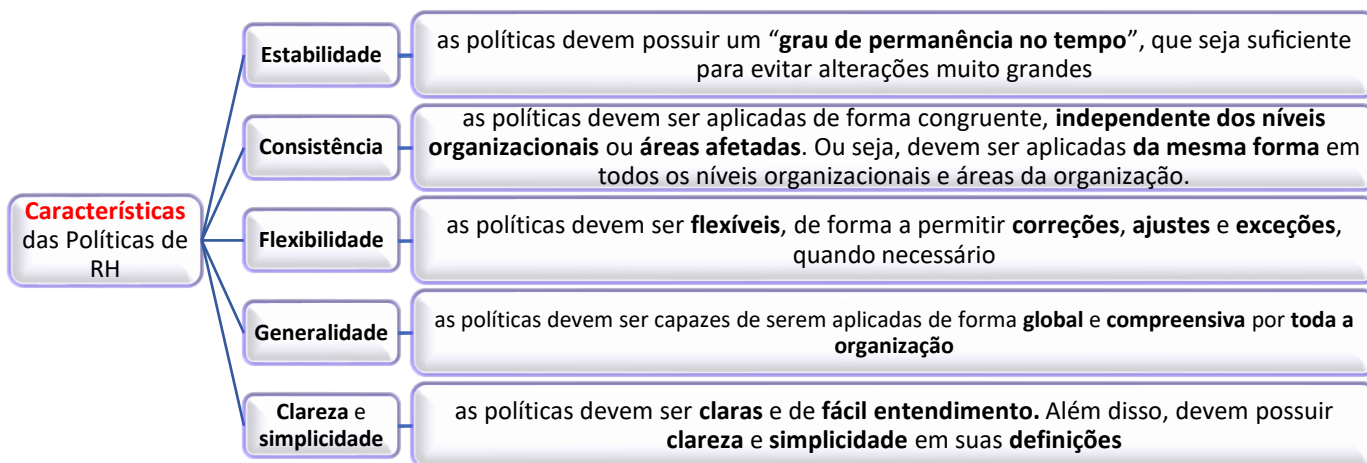 Características
das Políticas de
RH
Estabilidade
as políticas devem possuir um “grau de permanência no tempo”, que seja suficiente
para evitar alterações muito grandes
Consistência
as políticas devem ser aplicadas de forma congruente, independente dos níveis
organizacionais ou áreas afetadas. Ou seja, devem ser aplicadas da mesma forma em
todos os níveis organizacionais e áreas da organização.
Flexibilidade
as políticas devem ser flexíveis, de forma a permitir correções, ajustes e exceções,
quando necessário
Generalidade
as políticas devem ser capazes de serem aplicadas de forma global e compreensiva por toda a
organização
Clareza e
simplicidade
as políticas devem ser claras e de fácil entendimento. Além disso, devem possuir
clareza e simplicidade em suas definições